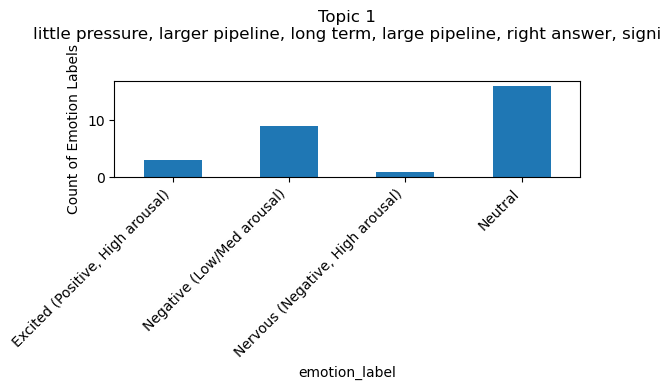 Topic 1
little pressure, larger pipeline, long term, large pipeline, right answer, signi
Count of Emotion Labels
10
0
Excited (Positive, High arousal)
Negative (Low/Med arousal)
Nervous (Negative, High arousal)
Neutral
emotion_label